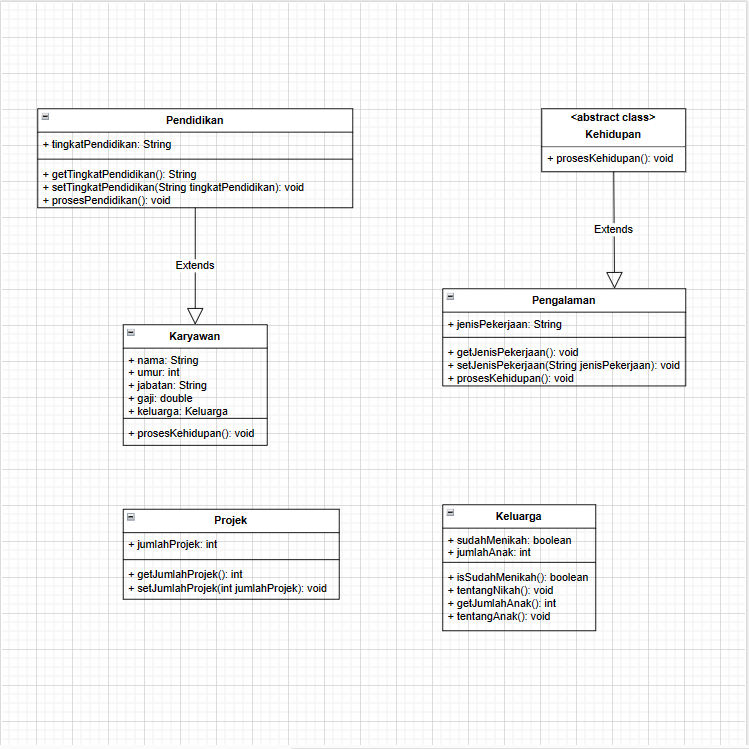 Pendidikan
+ tingkatPendidikan: String
+ getTingkatPendidikan(): String
+ setTingkatPendidikan(String tingkatPendidikan): void
+ prosesPendidikan(): void
<abstract class>
Kehidupan
+ prosesKehidupan(): void
Extends
Extends
Karyawan
+ nama: String
+ umur: int
+ jabatan: String
+ gaji: double
+ keluarga: Keluarga
+ prosesKehidupan(): void
Pengalaman
+ jenisPekerjaan: String
+ getJenisPekerjaan(): void
+ setJenisPekerjaan(String jenisPekerjaan): void
+ prosesKehidupan(): void
Projek
+ jumlahProjek: int
+ getJumlahProjek(): int
+ setJumlahProjek(int jumlahProjek): void
Keluarga
+ sudahMenikah: boolean
+ jumlahAnak: int
+ isSudahMenikah(): boolean
+ tentangNikah(): void
+ getJumlahAnak(): int
+ tentangAnak(): void